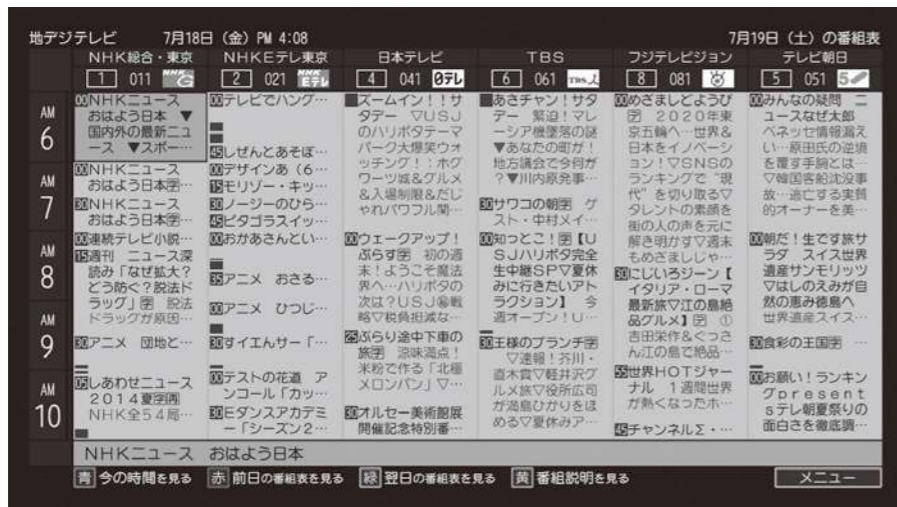 地デジテレビ 7月18日（金）PM 4:08 7月19日（土）の番組表
NHK総合・東京 NHKEテレ東京 日本テレビ TBS フジテレビジョン テレビ朝日
1 011 NHK G 2 021 NHK Eテレ 4 041 日テレ 6 061 TBS 8 081 5 051 5
AM 6
AM 7
AM 8
AM 9
AM 10
00NHKニュース
おはよう日本 ▼
国内外の最新ニュ
ース ▼スポー…
00NHKニュース
おはよう日本字…
30NHKニュース
おはよう日本字…
00連続テレビ小説…
15週刊 ニュース深
読み「なぜ拡大？
どう防ぐ？脱法ド
ラッグ」字 脱法
ドラッグが原因…
30アニメ 団地と…
05しあわせニュース
2014夏字再
NHK全54局…
00テレビでハング…
45しぜんとあそぼ…
00デザインあ（6…
15モリゾー・キッ…
30ノージーのひら…
45ピタゴラスイッ…
00おかあさんとい…
35アニメ おさる…
00アニメ ひつじ…
30すイエんサー「…
00テストの花道 ア
ンコール「カッ…
30Eダンスアカデミ
ー「シーズン2…
ズームイン！！サ
タデー ▽USJ
のハリポタテーマ
パーク大爆笑ウォ
ッチング！：ホグ
ワーツ城＆グルメ
＆入場制限＆だじ
ゃれパワフル関…
00ウェークアップ！
ぷらす字 初の週
末！ようこそ魔法
界へ…ハリポタの
次は？USJ㊙戦
略▽税負担減な…
25ぶらり途中下車の
旅字 涼味満点！
米粉で作る「北極
メロンパン」▽…
30オルセー美術館展
開催記念特別番…
あさチャン！サタ
デー 緊迫！マレ
ーシア機墜落の謎
▼あなたの町が！
地方議会で今何が
？▼川内原発事…
30サワコの朝字 ゲ
スト・中村メイ…
00知っとこ！字【U
SJハリポタ完全
生中継SP▽夏休
みに行きたいアト
ラクション】 今
週オープン！U…
30王様のブランチ字
▽速報！芥川・
直木賞▽軽井沢グ
ルメ旅▽役所広司
が満島ひかりをほ
める▽夏休みア…
00めざましどようび
字 2020年東
京五輪へ…世界＆
日本をイノベーシ
ョン！▽SNSの
ランキングで“現
代”を切り取る▽
タレントの素顔を
街の人の声を元に
解き明かす▽週末
もめざましじゃ…
30にじいろジーン【
イタリア・ローマ
最新旅▽江の島絶
品グルメ】字 ①
吉田栄作＆ぐっさ
ん江の島で絶品…
55世界HOTジャー
ナル 1週間世界
が熱くなったホ…
45チャンネルΣ・…
00みんなの疑問 ニ
ュースなぜ太郎
ベネッセ情報漏え
い…原田氏の逆境
を覆す手腕とは…
▽韓国客船沈没事
故…逃亡する実質
的オーナーを美…
00朝だ！生です旅サ
ラダ スイス世界
遺産サンモリッツ
▽はしのえみが自
然の恵み徳島へ
世界遺産スイス…
30食彩の王国字 …
00お願い！ランキン
グpresent
sテレ朝夏祭りの
面白さを徹底調…
NHKニュース おはよう日本
青 今の時間を見る 赤 前日の番組表を見る 緑 翌日の番組表を見る 黄 番組説明を見る メニュー